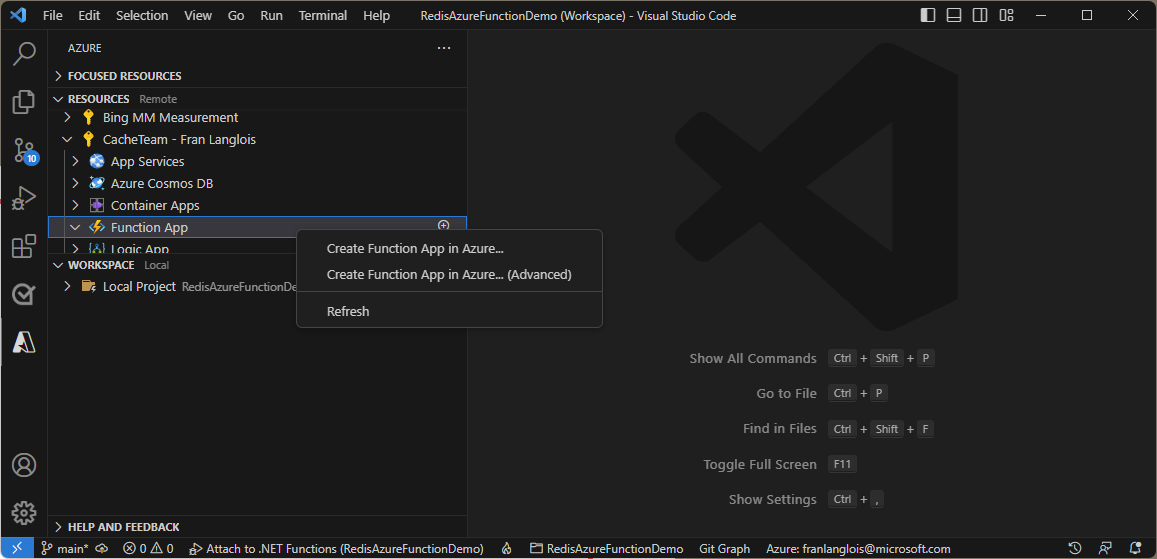 File Edit Selection View Go Run Terminal Help RedisAzureFunctionDemo (Workspace) - Visual Studio Code
AZURE
FOCUSED RESOURCES
RESOURCES Remote
Bing MM Measurement
CacheTeam - Fran Langlois
App Services
Azure Cosmos DB
Container Apps
Function App
Logic App
WORKSPACE Local
Local Project RedisAzureFunctionDe
Create Function App in Azure...
Create Function App in Azure... (Advanced)
Refresh
10
Show All Commands Ctrl + Shift + P
Go to File Ctrl + P
Find in Files Ctrl + Shift + F
Toggle Full Screen F11
Show Settings Ctrl + ,
HELP AND FEEDBACK
main* 0 0 Attach to .NET Functions (RedisAzureFunctionDemo) RedisAzureFunctionDemo Git Graph Azure: franlanglois@microsoft.com